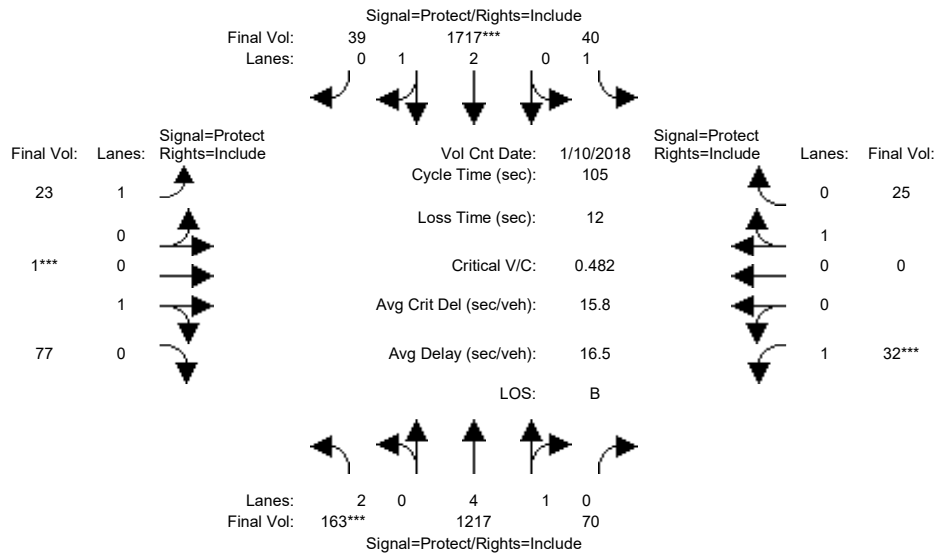 Signal=Protect/Rights=Include
Final Vol: 39 1717*** 40
Lanes: 0 1 2 0 1
Signal=Protect
Final Vol: Lanes: Rights=Include
Vol Cnt Date: 1/10/2018
Signal=Protect
Rights=Include Lanes: Final Vol:
Cycle Time (sec): 105
23 1
0 25
Loss Time (sec): 12
0
1
1*** 0
Critical V/C: 0.482
0 0
1
Avg Crit Del (sec/veh): 15.8
0
77 0
Avg Delay (sec/veh): 16.5
1 32***
LOS: B
Lanes: 2 0 4 1 0
Final Vol: 163*** 1217 70
Signal=Protect/Rights=Include